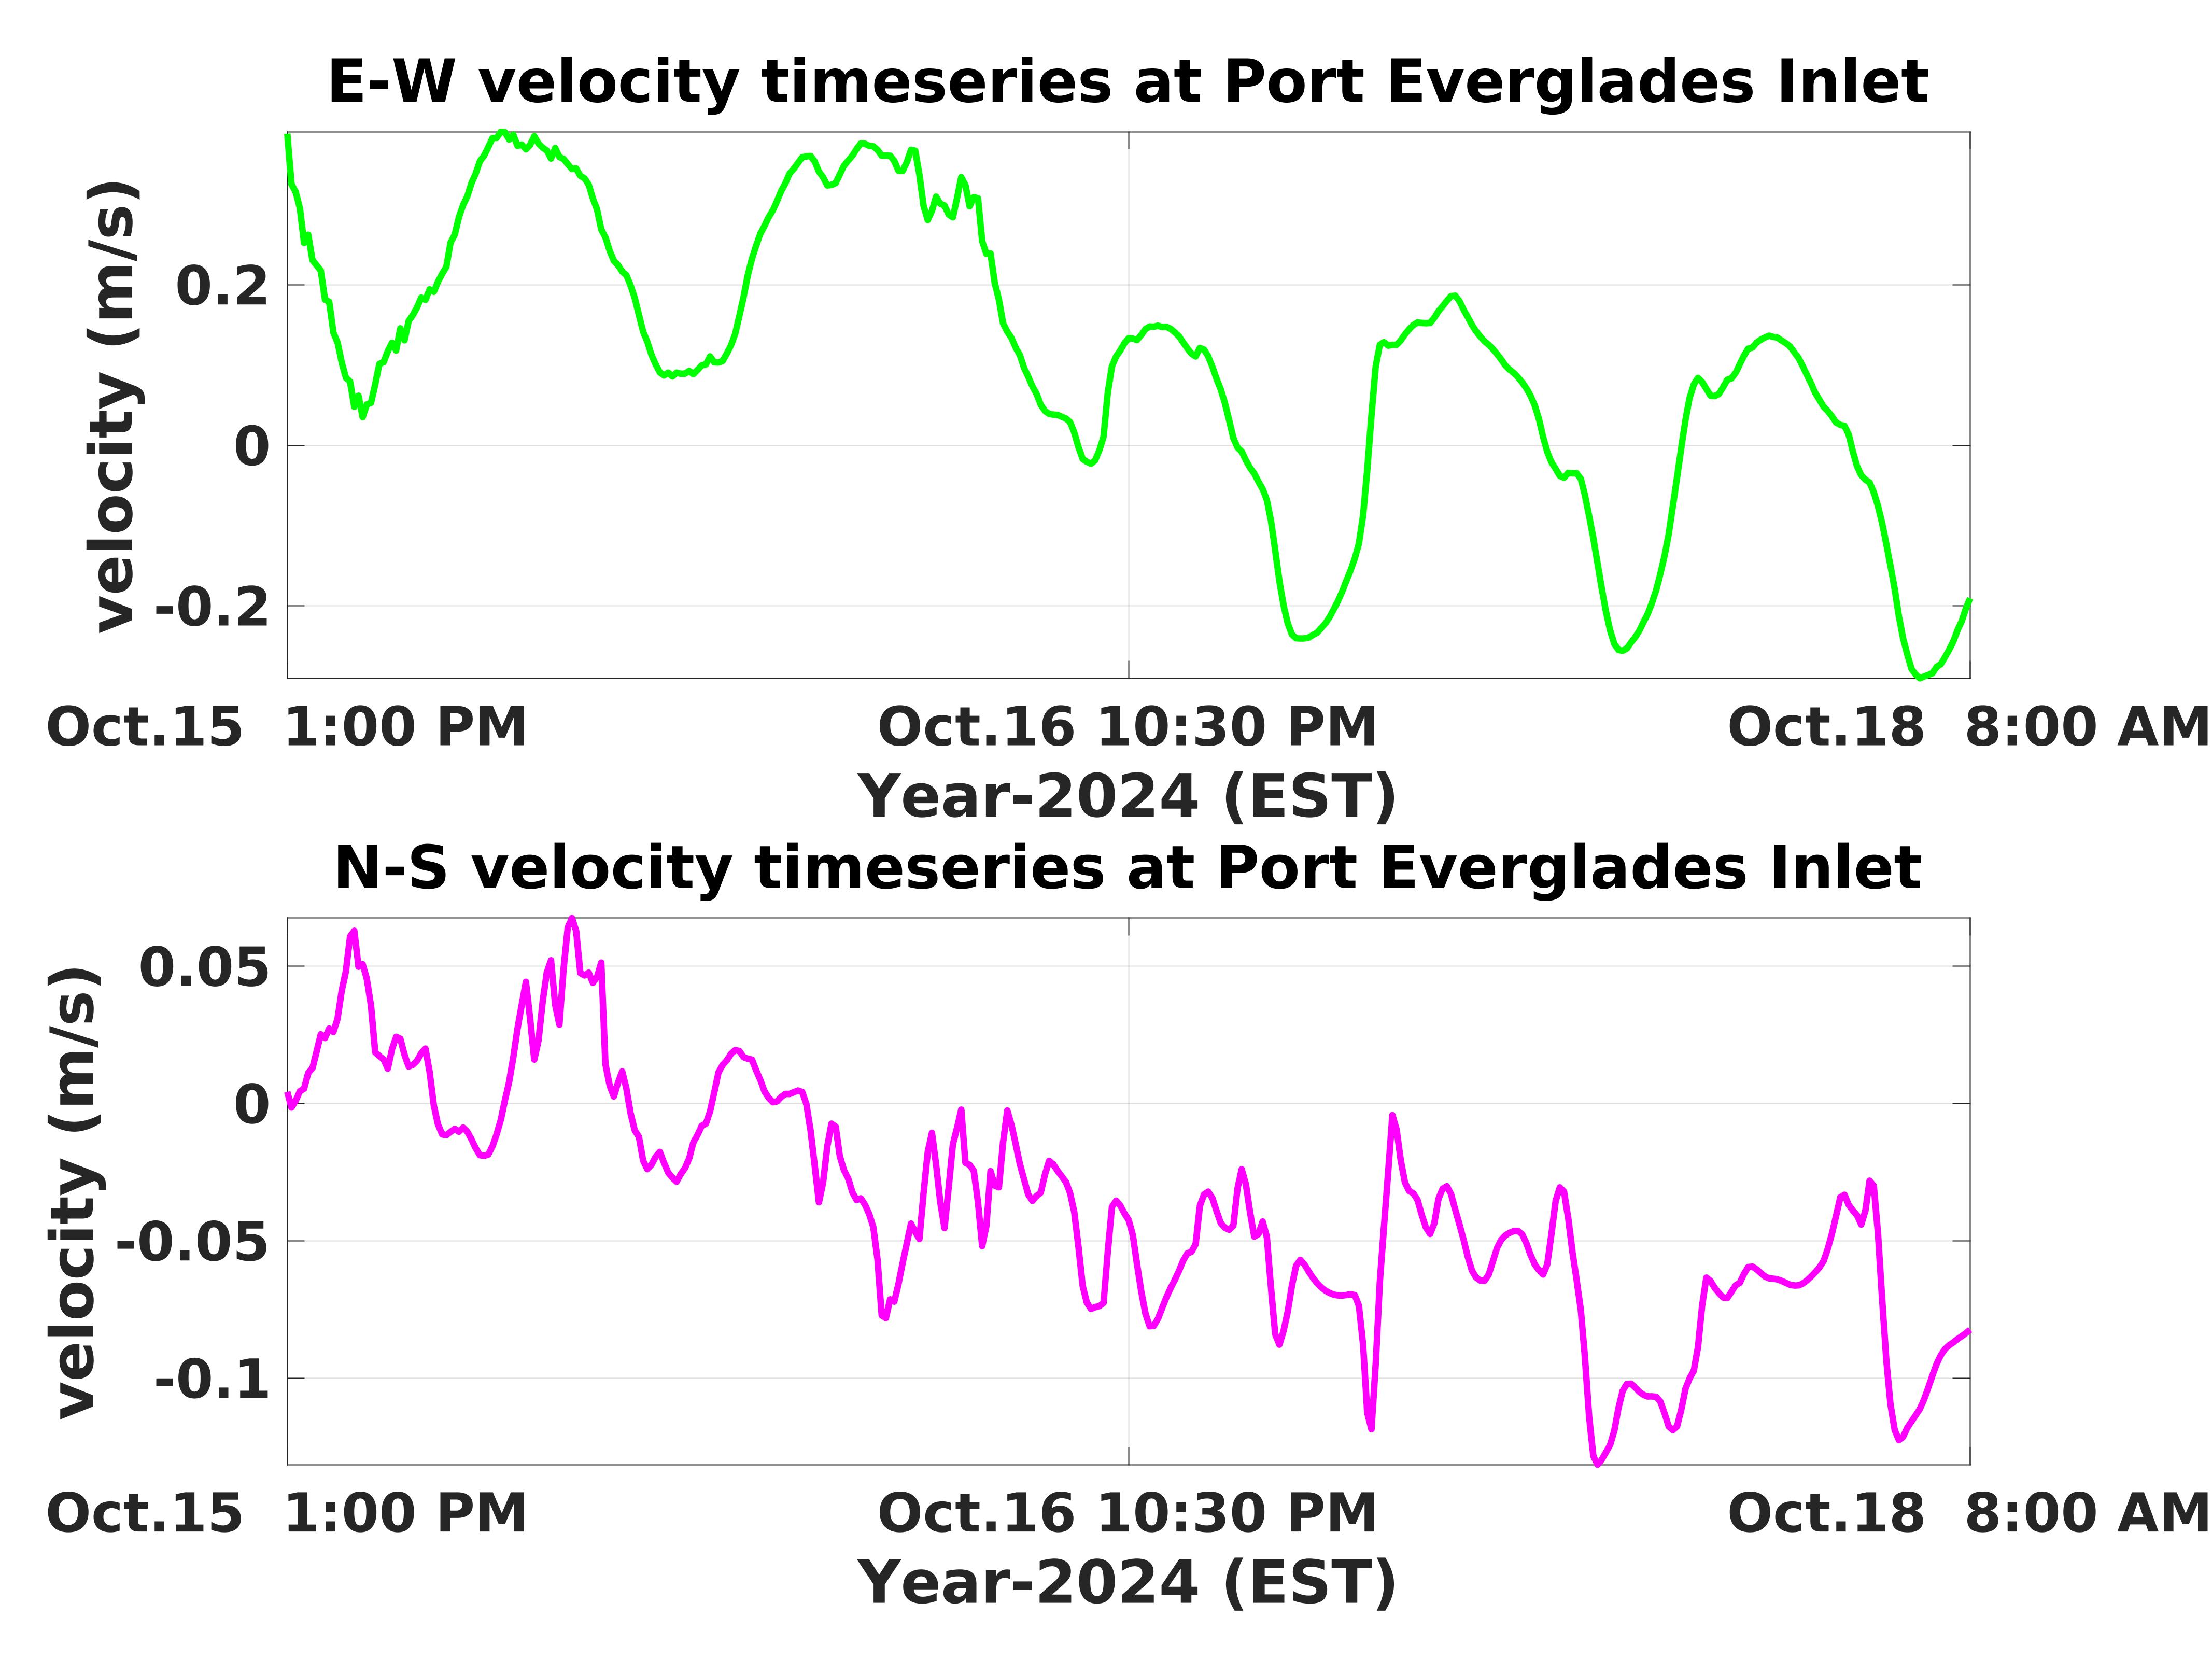 E-W velocity timeseries at Port Everglades Inlet
velocity (m/s)
0.2
0
-0.2
Oct.15 1:00 PM Oct.16 10:30 PM Oct.18 8:00 AM
Year-2024 (EST)
N-S velocity timeseries at Port Everglades Inlet
velocity (m/s)
0.05
0
-0.05
-0.1
Oct.15 1:00 PM Oct.16 10:30 PM Oct.18 8:00 AM
Year-2024 (EST)